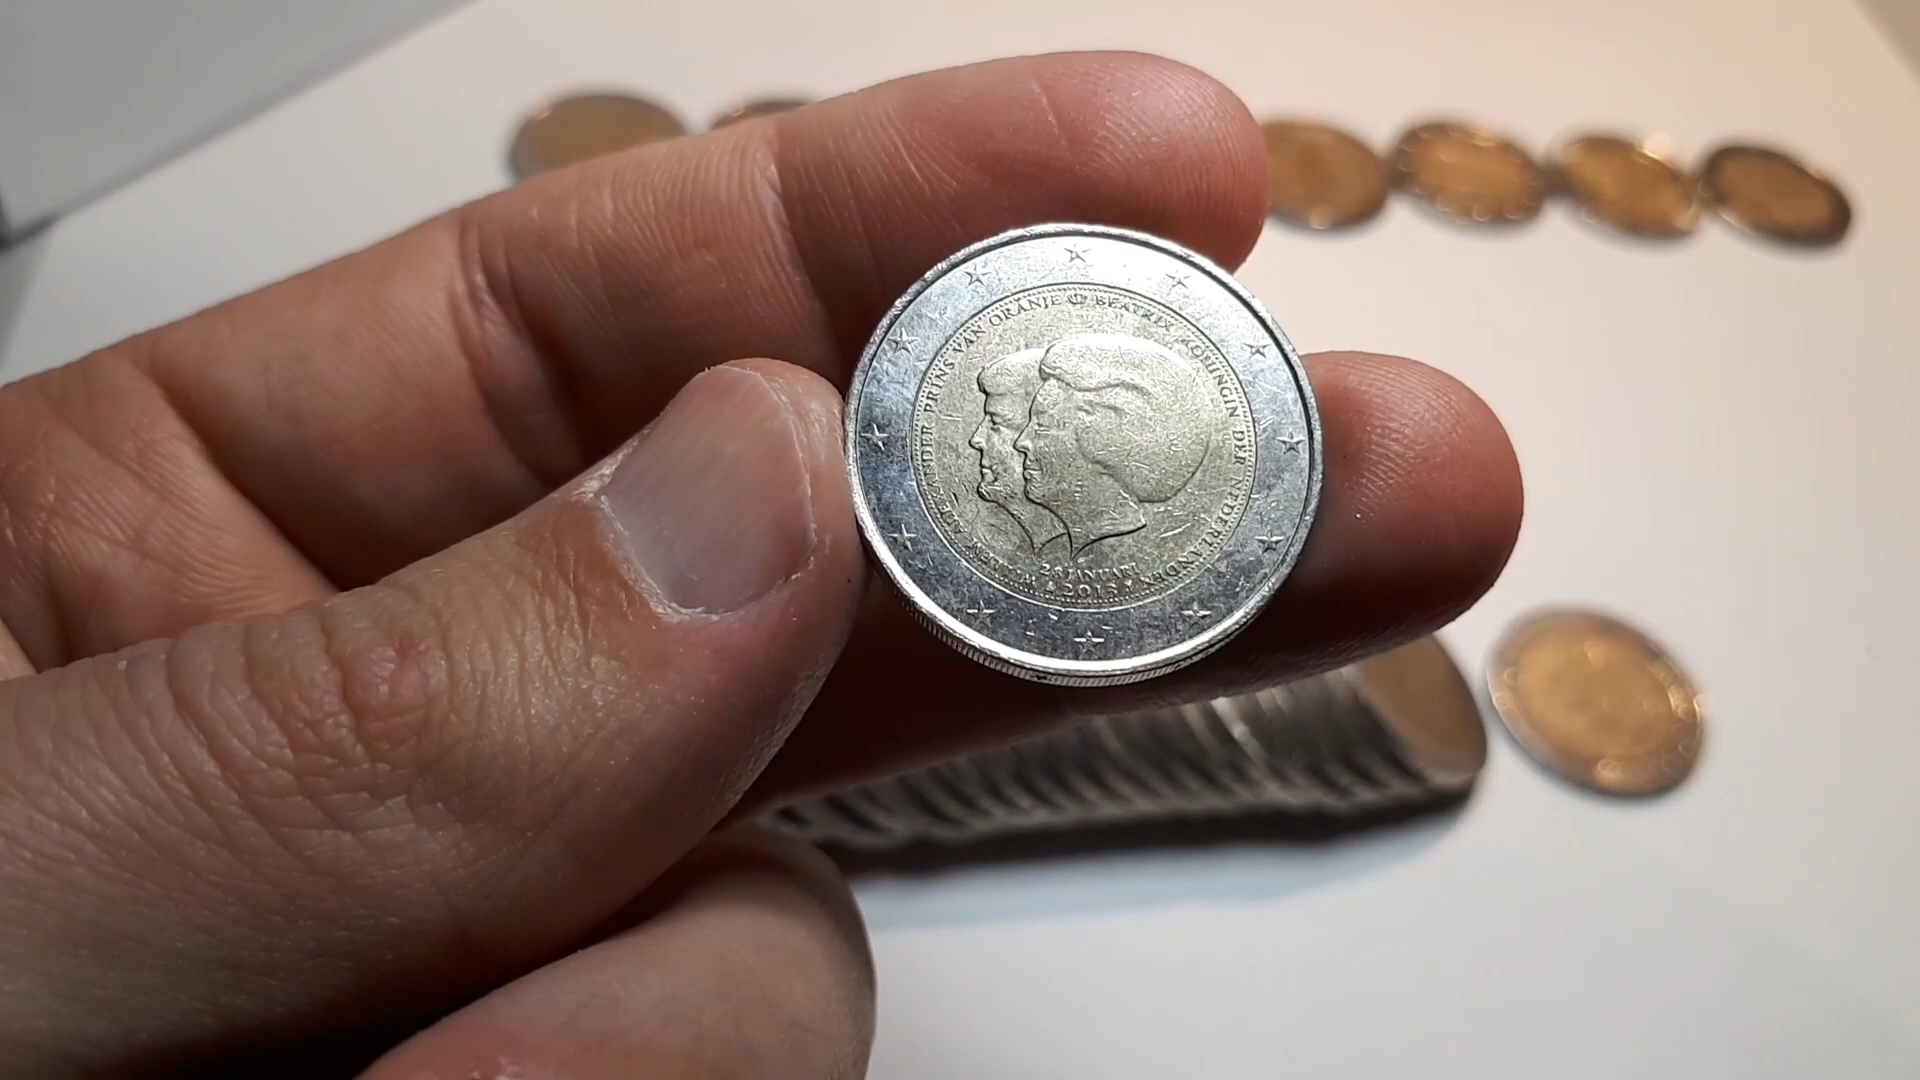 WILLEM-ALEXANDER PRINS VAN ORANJE BEATRIX KONINGIN DER NEDERLANDEN
28 JANUARI
2013